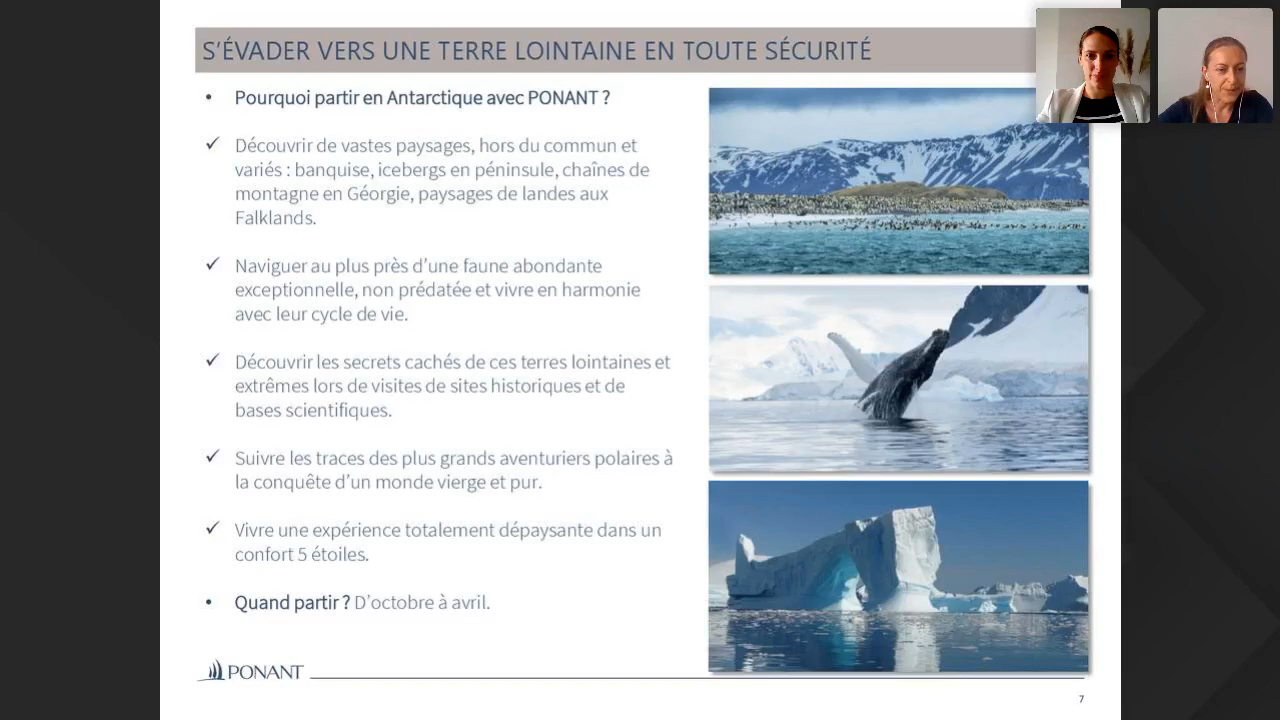 S'ÉVADER VERS UNE TERRE LOINTAINE EN TOUTE SÉCURITÉ
• Pourquoi partir en Antarctique avec PONANT ?
✓ Découvrir de vastes paysages, hors du commun et
variés : banquise, icebergs en péninsule, chaînes de
montagne en Géorgie, paysages de landes aux
Falklands.
✓ Naviguer au plus près d'une faune abondante
exceptionnelle, non prédatée et vivre en harmonie
avec leur cycle de vie.
✓ Découvrir les secrets cachés de ces terres lointaines et
extrêmes lors de visites de sites historiques et de
bases scientifiques.
✓ Suivre les traces des plus grands aventuriers polaires à
la conquête d'un monde vierge et pur.
✓ Vivre une expérience totalement dépaysante dans un
confort 5 étoiles.
• Quand partir ? D'octobre à avril.
PONANT
7